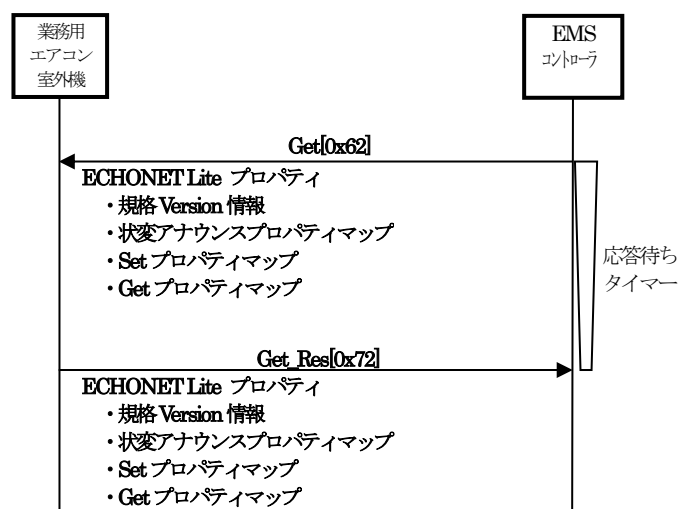 業務用
エアコン
室外機
EMS
コントローラ
Get[0x62]
ECHONET Lite プロパティ
・規格 Version 情報
・状変アナウンスプロパティマップ
・Set プロパティマップ
・Get プロパティマップ
応答待ち
タイマー
Get_Res[0x72]
ECHONET Lite プロパティ
・規格 Version 情報
・状変アナウンスプロパティマップ
・Set プロパティマップ
・Get プロパティマップ